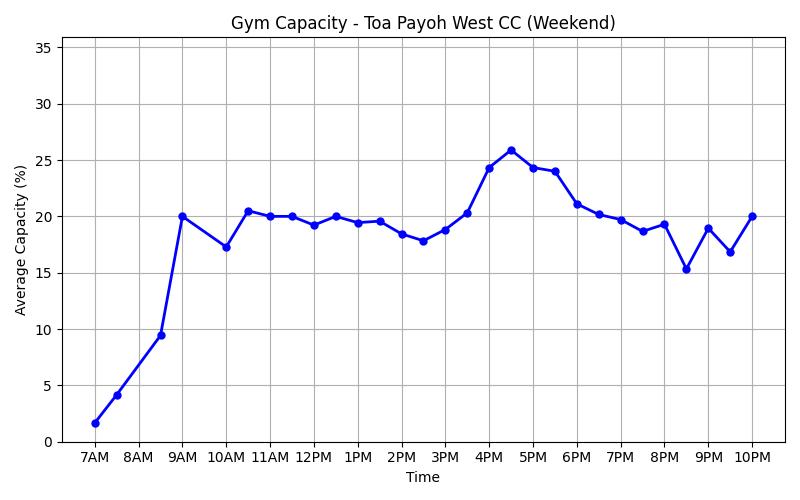 Gym Capacity - Toa Payoh West CC (Weekend)
Average Capacity (%)
35
30
25
20
15
10
5
0
7AM 8AM 9AM 10AM 11AM 12PM 1PM 2PM 3PM 4PM 5PM 6PM 7PM 8PM 9PM 10PM
Time